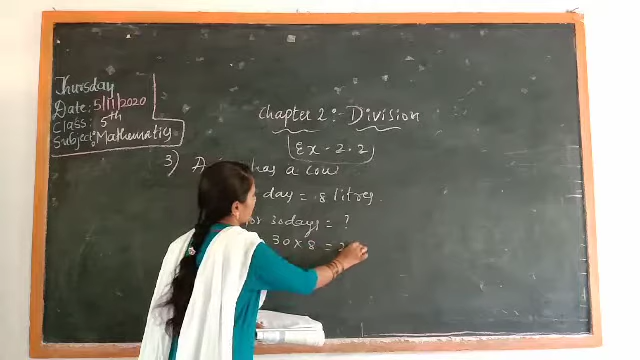 Thursday
Date: 5/11/2020
Class: 5th
Subject: Mathematics
Chapter 2:- Division
Ex - 2.2
3) A has a cow
day = 8 litres.
30days = ?
30 x 8 =